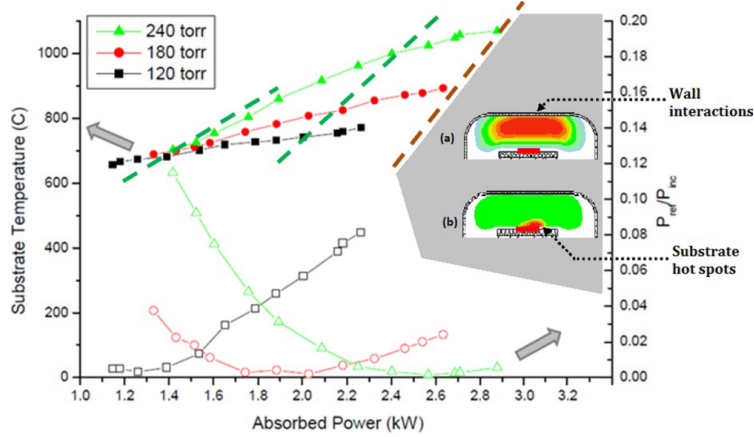 240 torr
180 torr
120 torr
Substrate Temperature (C)
1000
800
600
400
200
0
0.20
0.18
0.16
0.14
0.12
0.10
0.08
0.06
0.04
0.02
0.00
P_ref/P_inc
Wall
interactions
(a)
(b)
Substrate
hot spots
1.0 1.2 1.4 1.6 1.8 2.0 2.2 2.4 2.6 2.8 3.0 3.2
Absorbed Power (kW)